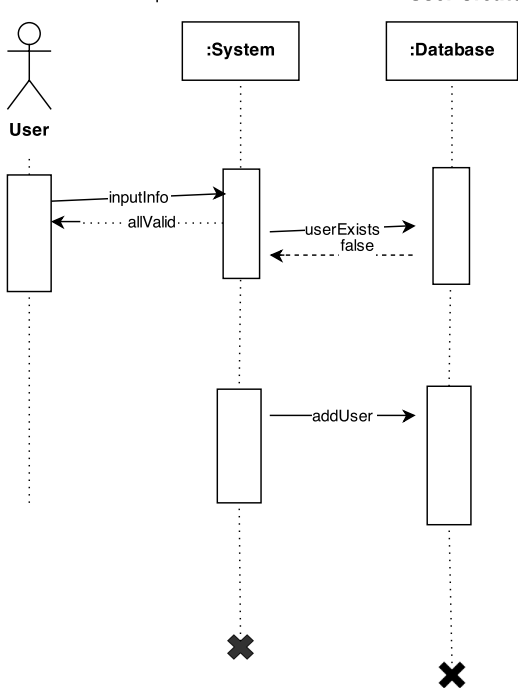 :System
:Database
User
inputInfo
allValid
userExists
false
addUser